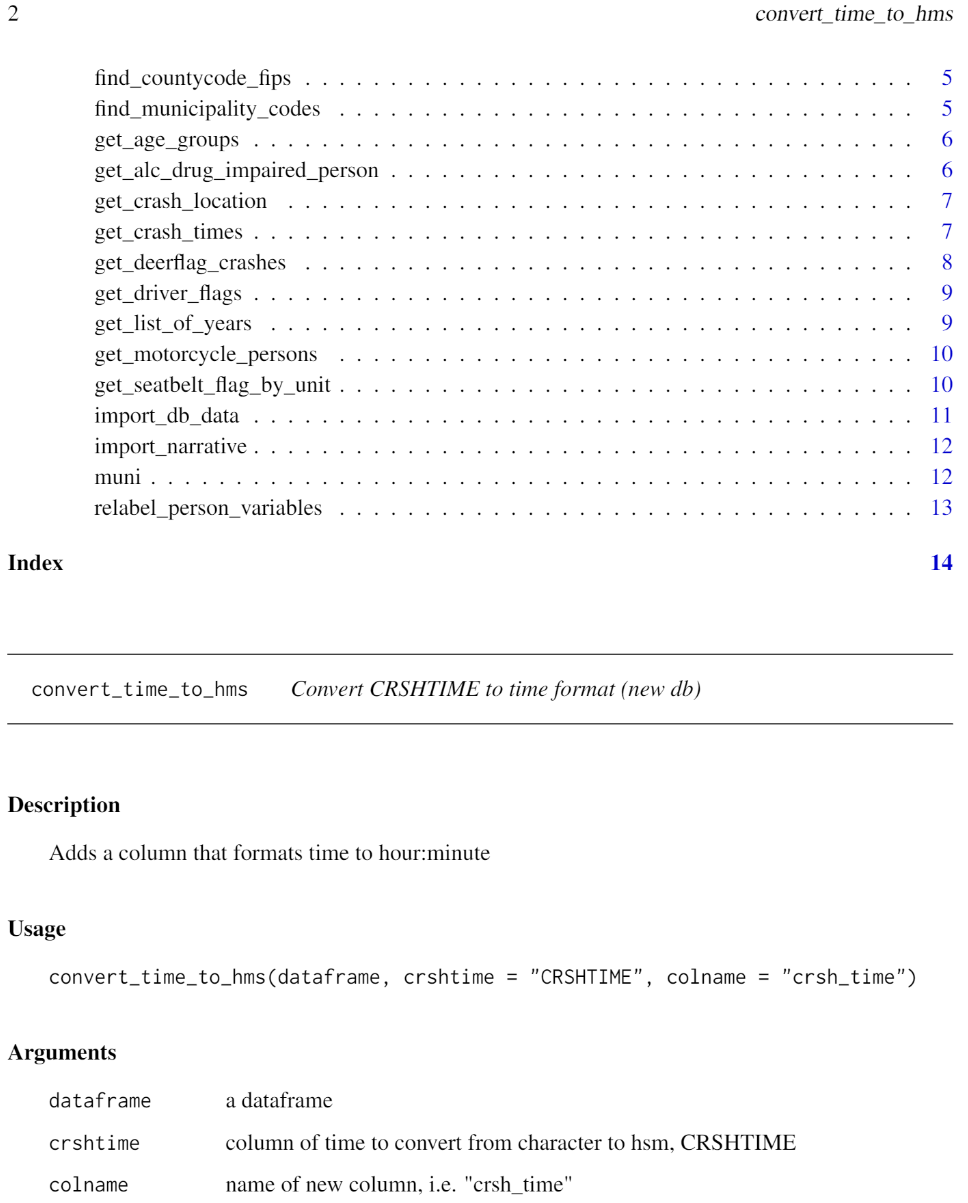 2 convert_time_to_hms
find_countycode_fips . . . . . . . . . . . . . . . . . . . . . . . . . . . . . . . . . 5
find_municipality_codes . . . . . . . . . . . . . . . . . . . . . . . . . . . . . . . 5
get_age_groups . . . . . . . . . . . . . . . . . . . . . . . . . . . . . . . . . . . . 6
get_alc_drug_impaired_person . . . . . . . . . . . . . . . . . . . . . . . . . . . . 6
get_crash_location . . . . . . . . . . . . . . . . . . . . . . . . . . . . . . . . . . 7
get_crash_times . . . . . . . . . . . . . . . . . . . . . . . . . . . . . . . . . . . . 7
get_deerflag_crashes . . . . . . . . . . . . . . . . . . . . . . . . . . . . . . . . . 8
get_driver_flags . . . . . . . . . . . . . . . . . . . . . . . . . . . . . . . . . . . . 9
get_list_of_years . . . . . . . . . . . . . . . . . . . . . . . . . . . . . . . . . . . 9
get_motorcycle_persons . . . . . . . . . . . . . . . . . . . . . . . . . . . . . . . 10
get_seatbelt_flag_by_unit . . . . . . . . . . . . . . . . . . . . . . . . . . . . . . . 10
import_db_data . . . . . . . . . . . . . . . . . . . . . . . . . . . . . . . . . . . . 11
import_narrative . . . . . . . . . . . . . . . . . . . . . . . . . . . . . . . . . . . . 12
muni . . . . . . . . . . . . . . . . . . . . . . . . . . . . . . . . . . . . . . . . . . 12
relabel_person_variables . . . . . . . . . . . . . . . . . . . . . . . . . . . . . . . 13
Index 14
convert_time_to_hms Convert CRSHTIME to time format (new db)
Description
Adds a column that formats time to hour:minute
Usage
convert_time_to_hms(dataframe, crshtime = "CRSHTIME", colname = "crsh_time")
Arguments
dataframe a dataframe
crshtime column of time to convert from character to hsm, CRSHTIME
colname name of new column, i.e. "crsh_time"